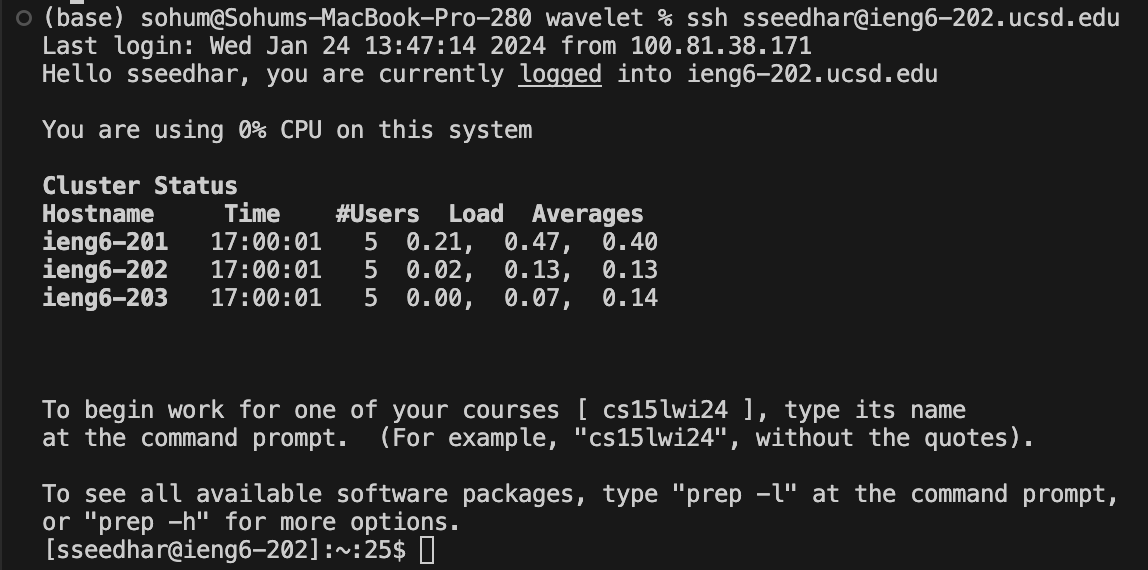 (base) sohum@Sohums-MacBook-Pro-280 wavelet % ssh sseedhar@ieng6-202.ucsd.edu
Last login: Wed Jan 24 13:47:14 2024 from 100.81.38.171
Hello sseedhar, you are currently logged into ieng6-202.ucsd.edu

You are using 0% CPU on this system

Cluster Status
Hostname     Time    #Users  Load  Averages
ieng6-201   17:00:01   5  0.21,  0.47,  0.40
ieng6-202   17:00:01   5  0.02,  0.13,  0.13
ieng6-203   17:00:01   5  0.00,  0.07,  0.14

To begin work for one of your courses [ cs15lwi24 ], type its name
at the command prompt.  (For example, "cs15lwi24", without the quotes).

To see all available software packages, type "prep -l" at the command prompt,
or "prep -h" for more options.
[sseedhar@ieng6-202]:~:25$